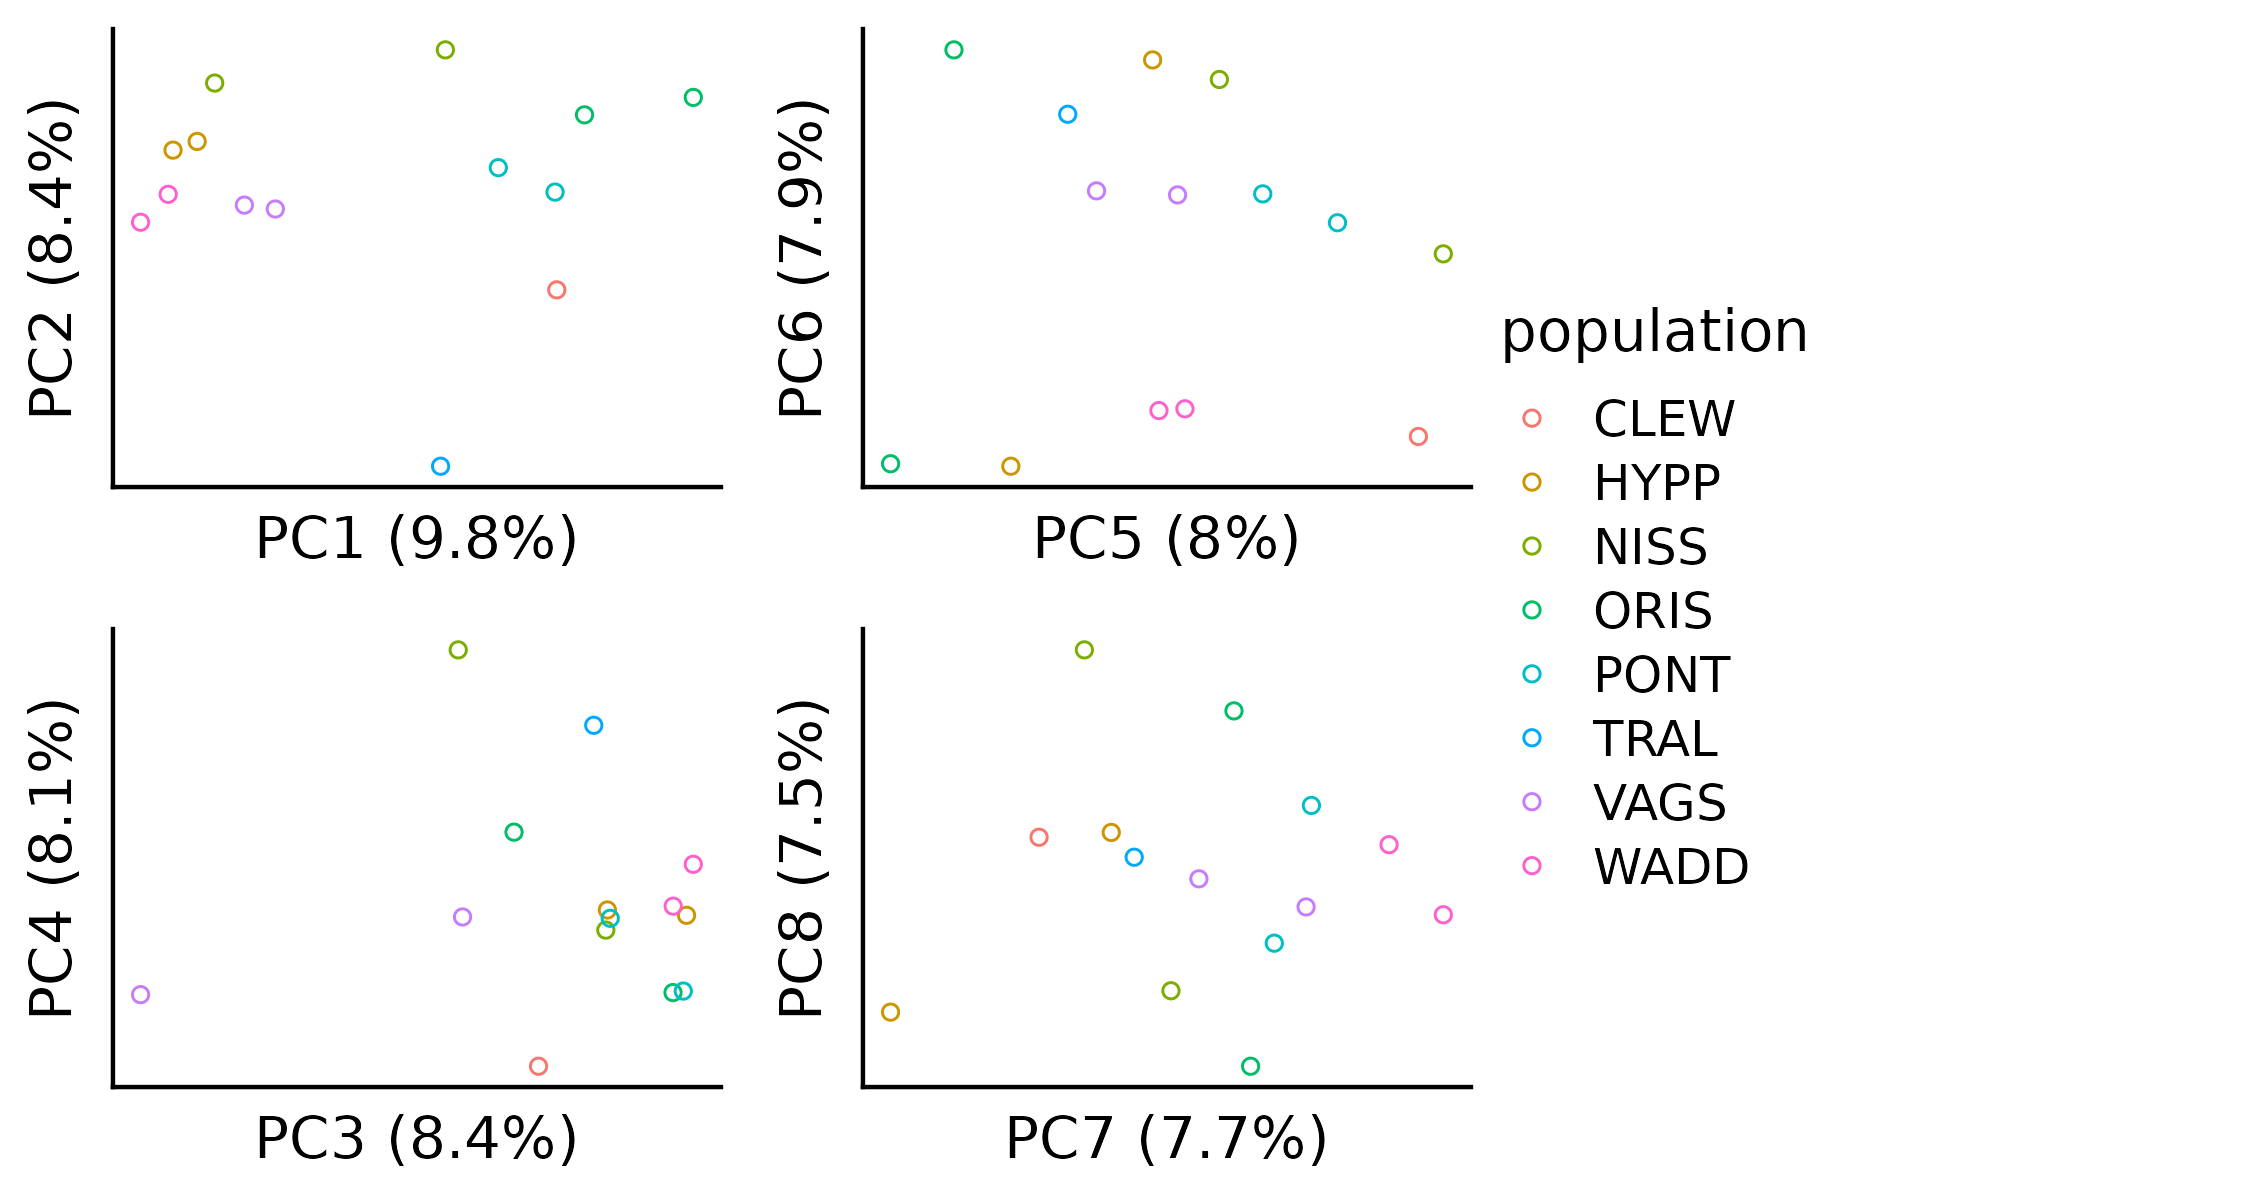 PC2 (8.4%)
PC1 (9.8%)
PC6 (7.9%)
PC5 (8%)
PC4 (8.1%)
PC3 (8.4%)
PC8 (7.5%)
PC7 (7.7%)
population
CLEW
HYPP
NISS
ORIS
PONT
TRAL
VAGS
WADD